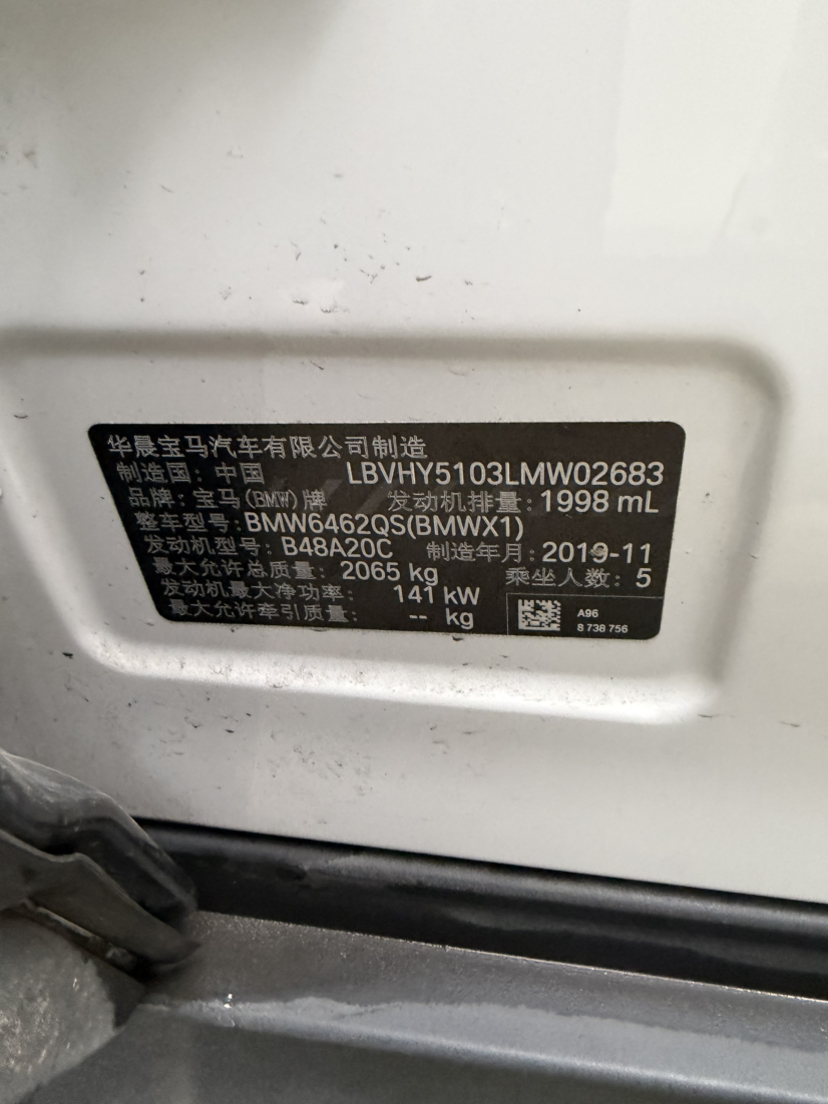 华晨宝马汽车有限公司制造
制造国：中国 LBVHY5103LMW02683
品牌：宝马(BMW)牌 发动机排量：1998 mL
整车型号：BMW6462QS(BMWX1)
发动机型号：B48A20C 制造年月：2019-11
最大允许总质量：2065 kg 乘坐人数：5
发动机最大净功率：141 kW
最大允许牵引质量：-- kg
A96
8 738 756